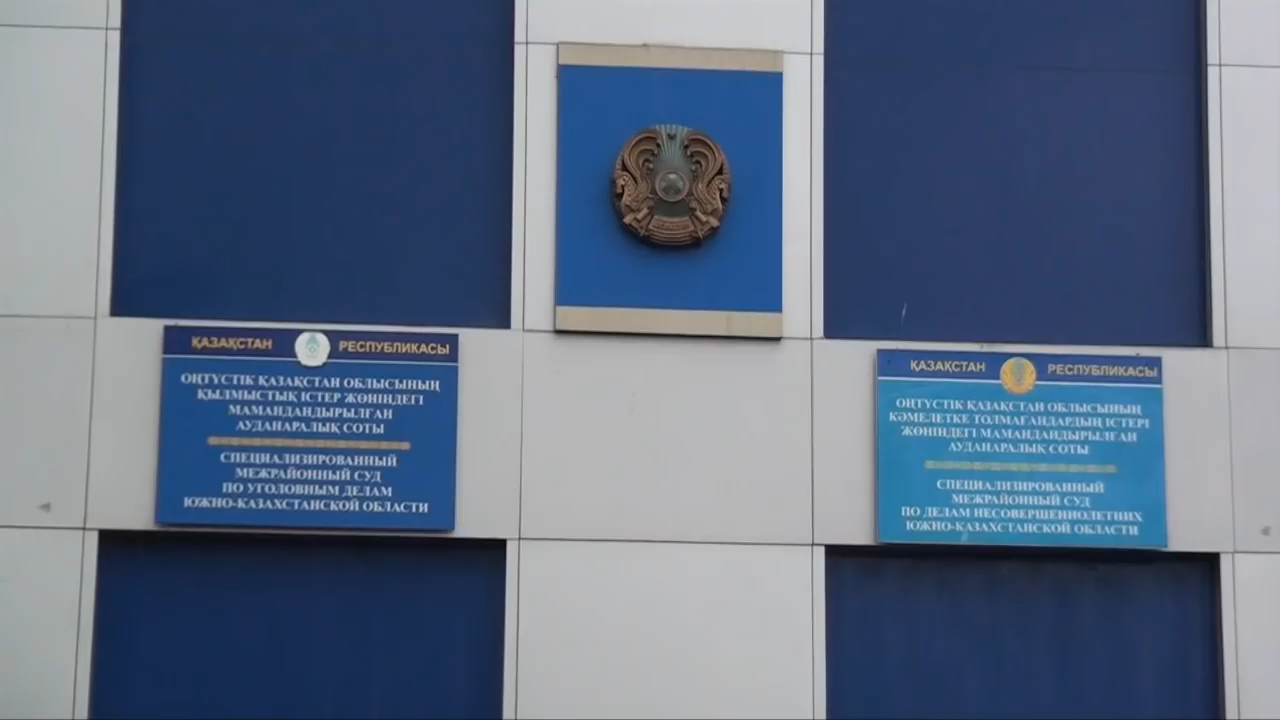 ҚАЗАҚСТАН РЕСПУБЛИКАСЫ
ОҢТҮСТІК ҚАЗАҚСТАН ОБЛЫСЫНЫҢ
ҚЫЛМЫСТЫҚ ІСТЕР ЖӨНІНДЕГІ
МАМАНДАНДЫРЫЛҒАН
АУДАНАРАЛЫҚ СОТЫ
СПЕЦИАЛИЗИРОВАННЫЙ
МЕЖРАЙОННЫЙ СУД
ПО УГОЛОВНЫМ ДЕЛАМ
ЮЖНО-КАЗАХСТАНСКОЙ ОБЛАСТИ
ҚАЗАҚСТАН РЕСПУБЛИКАСЫ
ОҢТҮСТІК ҚАЗАҚСТАН ОБЛЫСЫНЫҢ
КӘМЕЛЕТКЕ ТОЛМАҒАНДАРДЫҢ ІСТЕРІ
ЖӨНІНДЕГІ МАМАНДАНДЫРЫЛҒАН
АУДАНАРАЛЫҚ СОТЫ
СПЕЦИАЛИЗИРОВАННЫЙ
МЕЖРАЙОННЫЙ СУД
ПО ДЕЛАМ НЕСОВЕРШЕННОЛЕТНИХ
ЮЖНО-КАЗАХСТАНСКОЙ ОБЛАСТИ